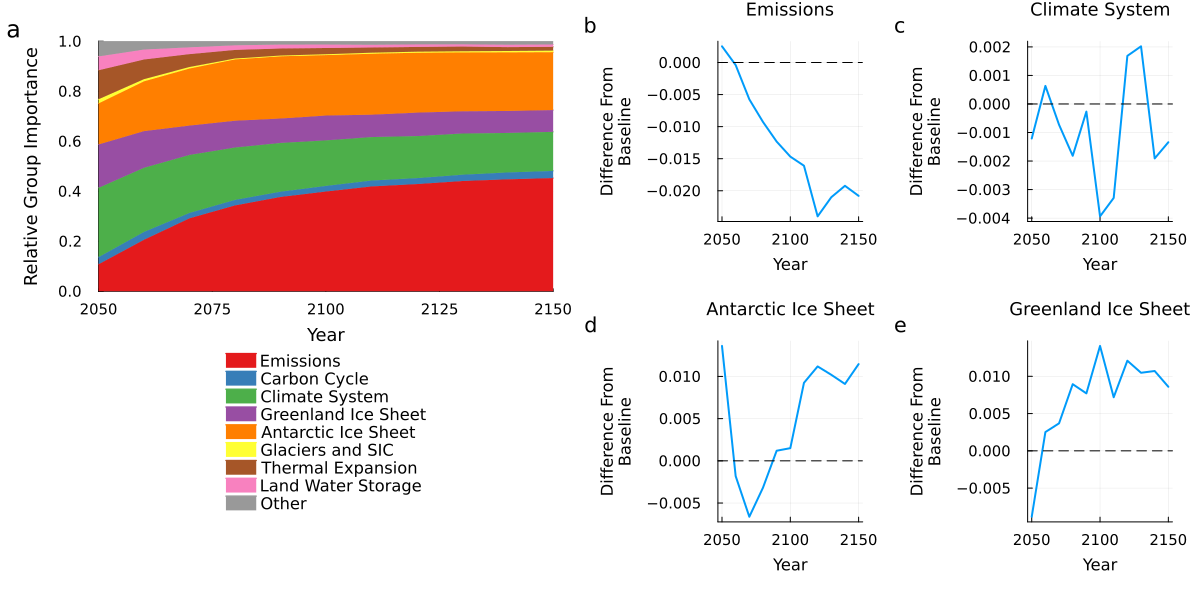 a
Relative Group Importance
1.0
0.8
0.6
0.4
0.2
0.0
2050
2075
2100
2125
2150
Year
Emissions
Carbon Cycle
Climate System
Greenland Ice Sheet
Antarctic Ice Sheet
Glaciers and SIC
Thermal Expansion
Land Water Storage
Other
b
Emissions
Difference From
Baseline
0.000
−0.005
−0.010
−0.015
−0.020
2050
2100
2150
Year
c
Climate System
Difference From
Baseline
0.002
0.001
0.000
−0.001
−0.002
−0.003
−0.004
2050
2100
2150
Year
d
Antarctic Ice Sheet
Difference From
Baseline
0.010
0.005
0.000
−0.005
2050
2100
2150
Year
e
Greenland Ice Sheet
Difference From
Baseline
0.010
0.005
0.000
−0.005
2050
2100
2150
Year